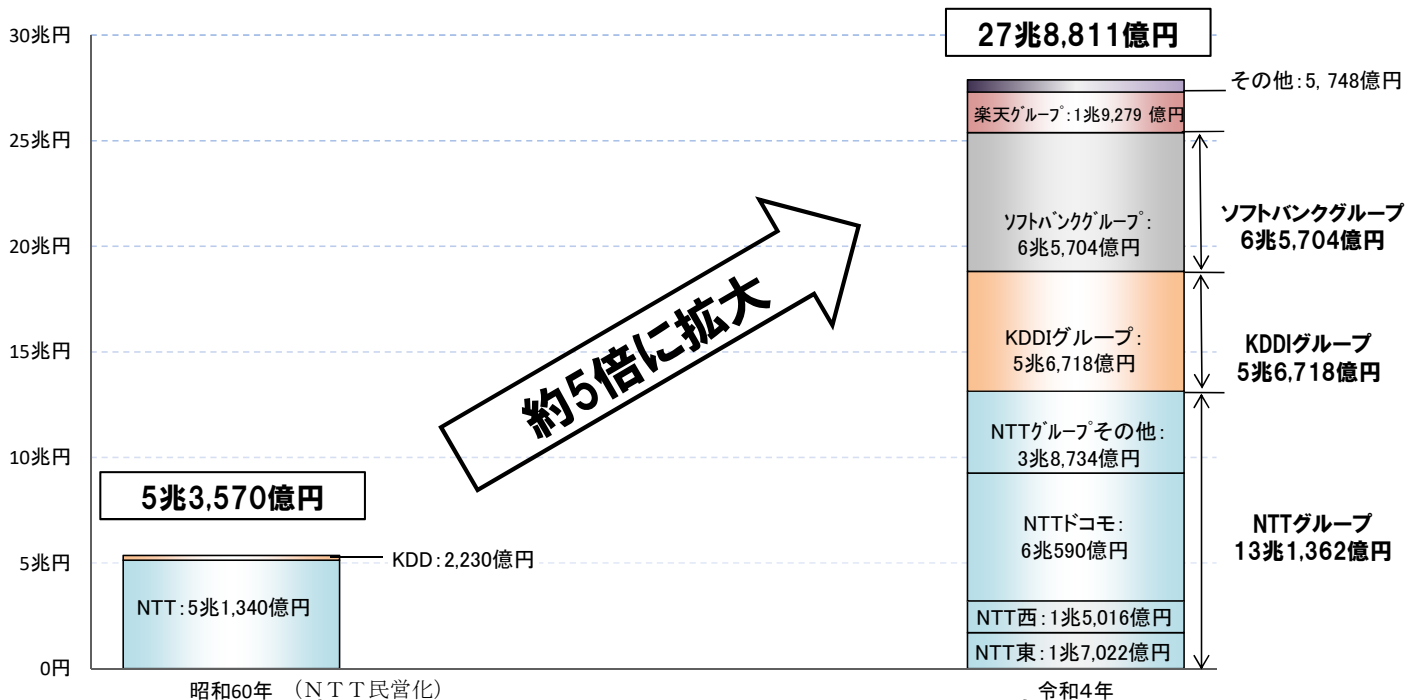 27兆8,811億円
30兆円
25兆円
20兆円
15兆円
10兆円
5兆円
0円
その他:5, 748億円
楽天グループ:1兆9,279 億円
ソフトバンクグループ:
6兆5,704億円
ソフトバンクグループ
6兆5,704億円
KDDIグループ:
5兆6,718億円
KDDIグループ
5兆6,718億円
約5倍に拡大
NTTグループその他:
3兆8,734億円
NTTドコモ:
6兆590億円
NTTグループ
13兆1,362億円
NTT西:1兆5,016億円
NTT東:1兆7,022億円
5兆3,570億円
KDD:2,230億円
NTT:5兆1,340億円
昭和60年 (NTT民営化)
令和4年